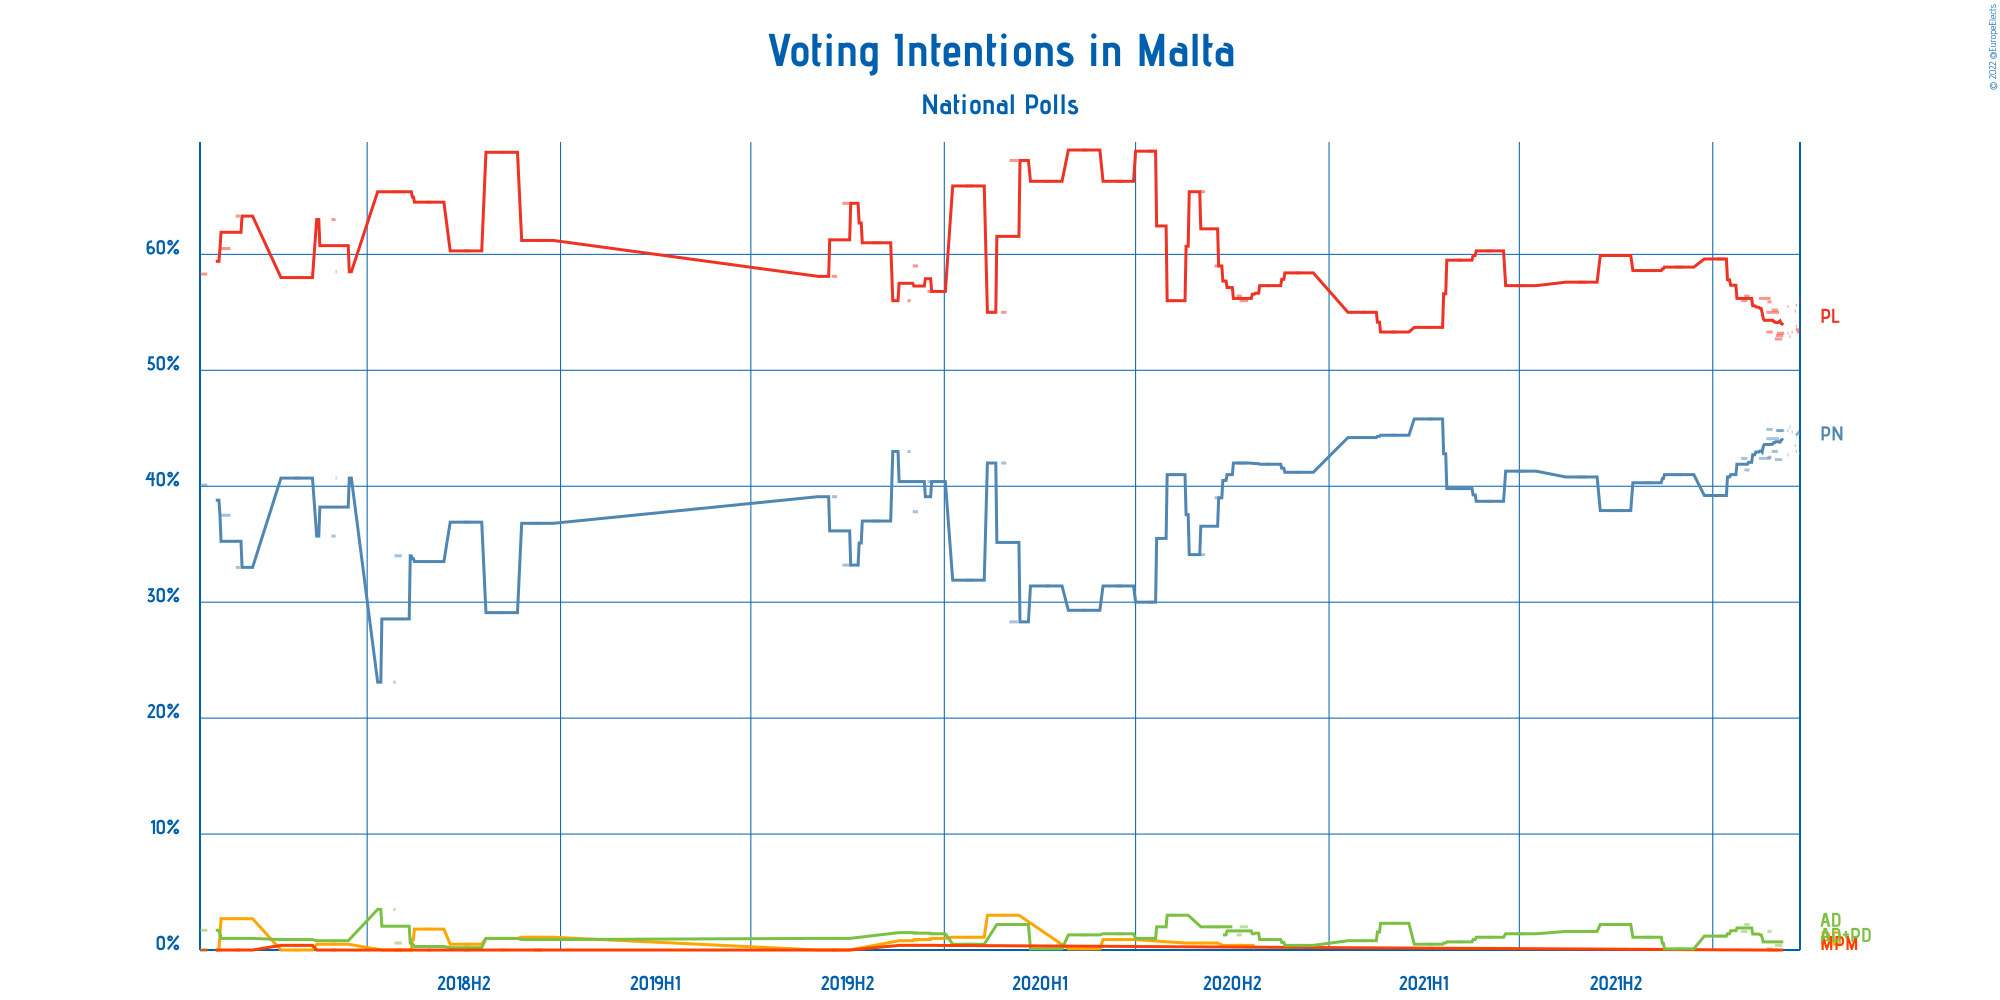 Voting Intentions in Malta
National Polls
© 2022 @EuropeElects
60%
50%
40%
30%
20%
10%
0%
PL
PN
AD
AD+PD
MPM
2018H2
2019H1
2019H2
2020H1
2020H2
2021H1
2021H2